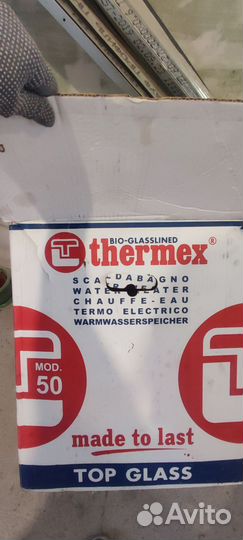 BIO-GLASSLINED
thermex®
SCALDABAGNO
WATER HEATER
CHAUFFE-EAU
TERMO ELECTRICO
WARMWASSERSPEICHER
MOD.
50
made to last
TOP GLASS
Avito